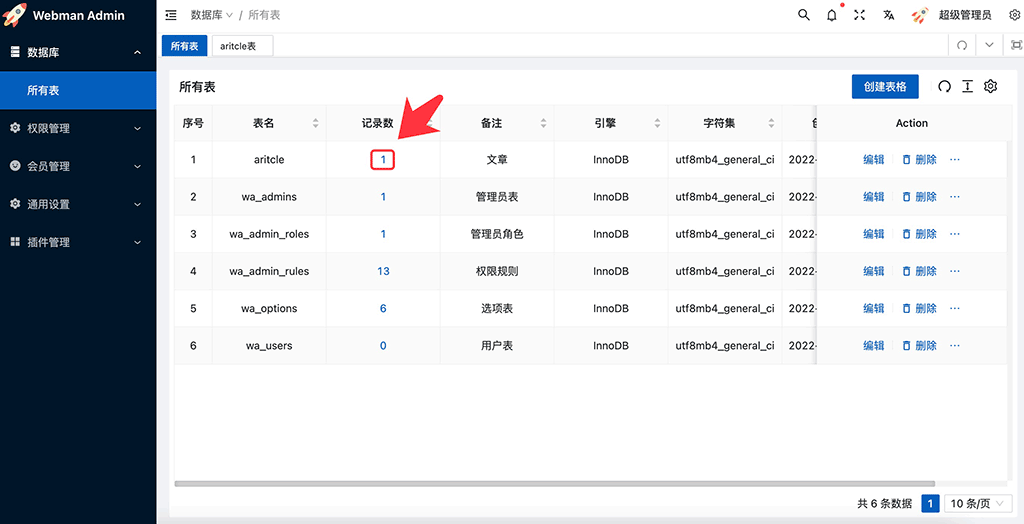 Webman Admin
数据库 / 所有表
超级管理员
数据库
所有表
权限管理
会员管理
通用设置
插件管理
所有表 aritcle表
所有表 创建表格
序号 表名 记录数 备注 引擎 字符集 Action
1 aritcle 1 文章 InnoDB utf8mb4_general_ci 2022- 编辑 删除 ···
2 wa_admins 1 管理员表 InnoDB utf8mb4_general_ci 2022- 编辑 删除 ···
3 wa_admin_roles 1 管理员角色 InnoDB utf8mb4_general_ci 2022- 编辑 删除 ···
4 wa_admin_rules 13 权限规则 InnoDB utf8mb4_general_ci 2022- 编辑 删除 ···
5 wa_options 6 选项表 InnoDB utf8mb4_general_ci 2022- 编辑 删除 ···
6 wa_users 0 用户表 InnoDB utf8mb4_general_ci 2022- 编辑 删除 ···
共 6 条数据 1 10 条/页